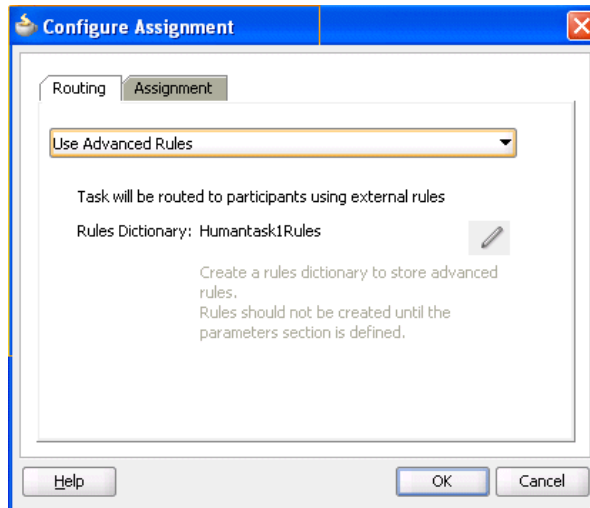 Configure Assignment
Routing
Assignment
Use Advanced Rules
Task will be routed to participants using external rules
Rules Dictionary: Humantask1Rules
Create a rules dictionary to store advanced
rules.
Rules should not be created until the
parameters section is defined.
Help
OK
Cancel